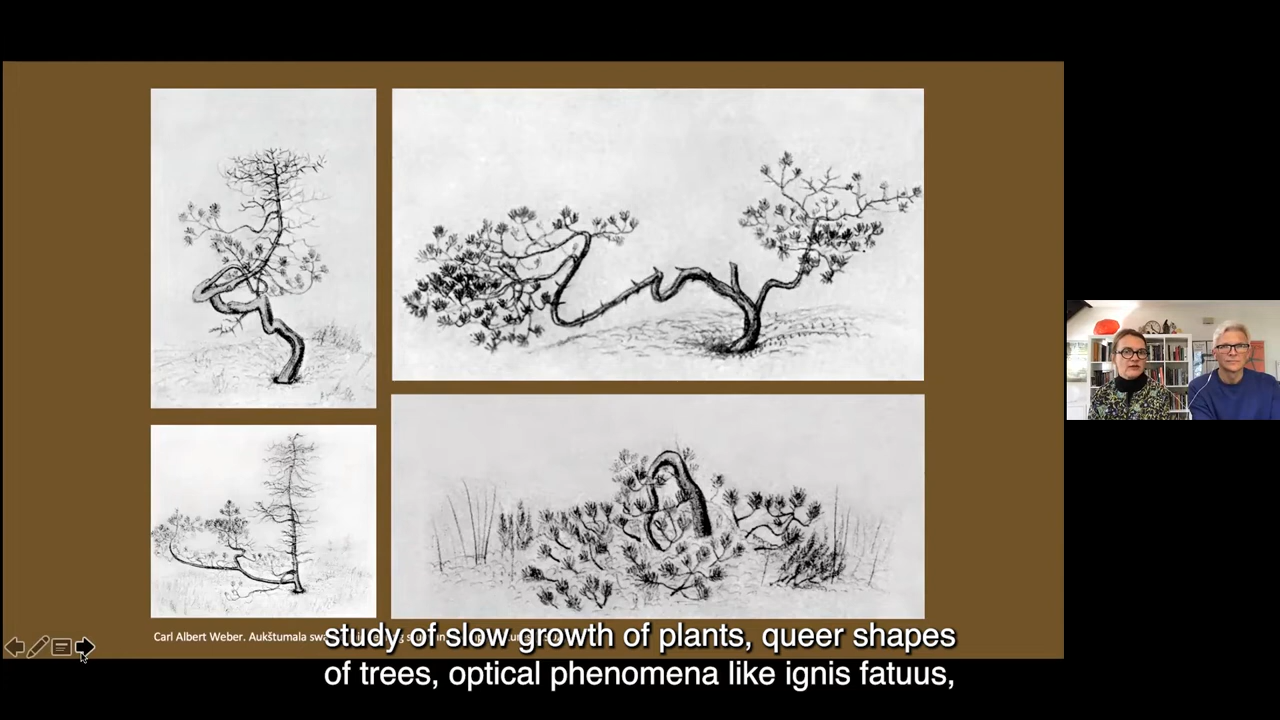 Carl Albert Weber. Aukštumala
study of slow growth of plants, queer shapes
of trees, optical phenomena like ignis fatuus,